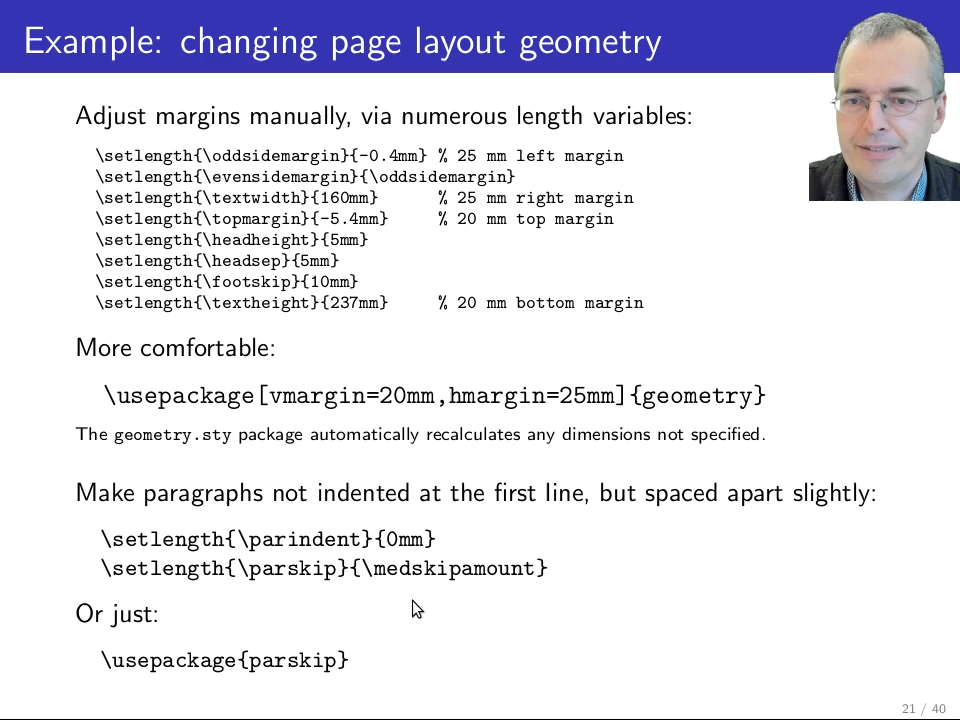 Example: changing page layout geometry
Adjust margins manually, via numerous length variables:
\setlength{\oddsidemargin}{-0.4mm} % 25 mm left margin
\setlength{\evensidemargin}{\oddsidemargin}
\setlength{\textwidth}{160mm}      % 25 mm right margin
\setlength{\topmargin}{-5.4mm}     % 20 mm top margin
\setlength{\headheight}{5mm}
\setlength{\headsep}{5mm}
\setlength{\footskip}{10mm}
\setlength{\textheight}{237mm}     % 20 mm bottom margin
More comfortable:
\usepackage[vmargin=20mm,hmargin=25mm]{geometry}
The geometry.sty package automatically recalculates any dimensions not specified.
Make paragraphs not indented at the first line, but spaced apart slightly:
\setlength{\parindent}{0mm}
\setlength{\parskip}{\medskipamount}
Or just:
\usepackage{parskip}
21 / 40